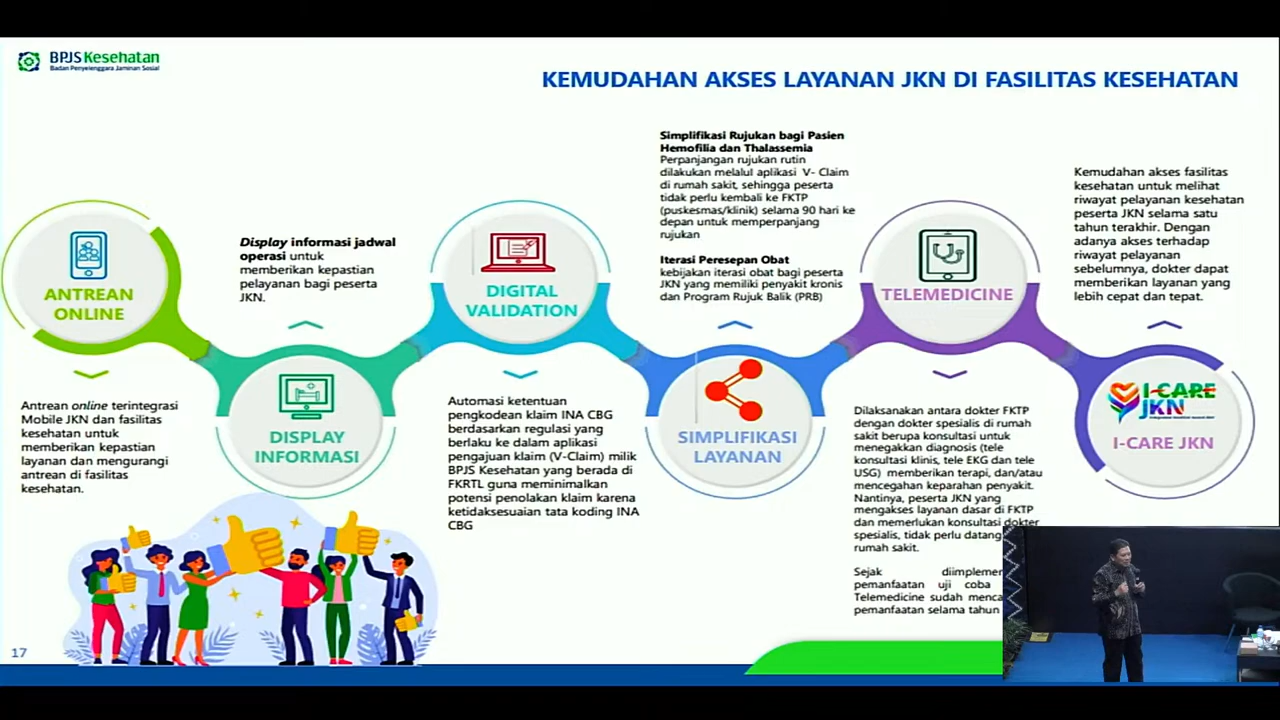 BPJS Kesehatan
Badan Penyelenggara Jaminan Sosial
KEMUDAHAN AKSES LAYANAN JKN DI FASILITAS KESEHATAN
ANTREAN
ONLINE
Antrean online terintegrasi
Mobile JKN dan fasilitas
kesehatan untuk
memberikan kepastian
layanan dan mengurangi
antrean di fasilitas
kesehatan.
Display informasi jadwal
operasi untuk
memberikan kepastian
pelayanan bagi peserta
JKN.
DISPLAY
INFORMASI
DIGITAL
VALIDATION
Automasi ketentuan
pengkodean klaim INA CBG
berdasarkan regulasi yang
berlaku ke dalam aplikasi
pengajuan klaim (V-Claim) milik
BPJS Kesehatan yang berada di
FKRTL guna meminimalkan
potensi penolakan klaim karena
ketidaksesuaian tata koding INA
CBG
Simplifikasi Rujukan bagi Pasien
Hemofilia dan Thalassemia
Perpanjangan rujukan rutin
dilakukan melalui aplikasi V- Claim
di rumah sakit, sehingga peserta
tidak perlu kembali ke FKTP
(puskesmas/klinik) selama 90 hari ke
depan untuk memperpanjang
rujukan
Iterasi Peresepan Obat
kebijakan iterasi obat bagi peserta
JKN yang memiliki penyakit kronis
dan Program Rujuk Balik (PRB)
SIMPLIFIKASI
LAYANAN
TELEMEDICINE
Dilaksanakan antara dokter FKTP
dengan dokter spesialis di rumah
sakit berupa konsultasi untuk
menegakkan diagnosis (tele
konsultasi klinis, tele EKG dan tele
USG) memberikan terapi, dan/atau
mencegahan keparahan penyakit.
Nantinya, peserta JKN yang
mengakses layanan dasar di FKTP
dan memerlukan konsultasi dokter
spesialis, tidak perlu datang
rumah sakit.
Sejak diimplemen
pemanfaatan uji coba
Telemedicine sudah menca
pemanfaatan selama tahun
Kemudahan akses fasilitas
kesehatan untuk melihat
riwayat pelayanan kesehatan
peserta JKN selama satu
tahun terakhir. Dengan
adanya akses terhadap
riwayat pelayanan
sebelumnya, dokter dapat
memberikan layanan yang
lebih cepat dan tepat.
I-CARE
JKN
I-CARE JKN
17